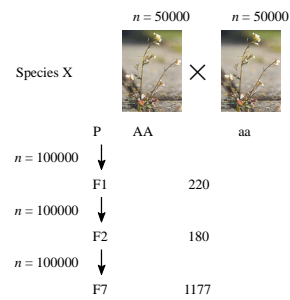 n = 50000 n = 50000
Species X
P AA aa
n = 100000
F1 220
n = 100000
F2 180
n = 100000
F7 1177